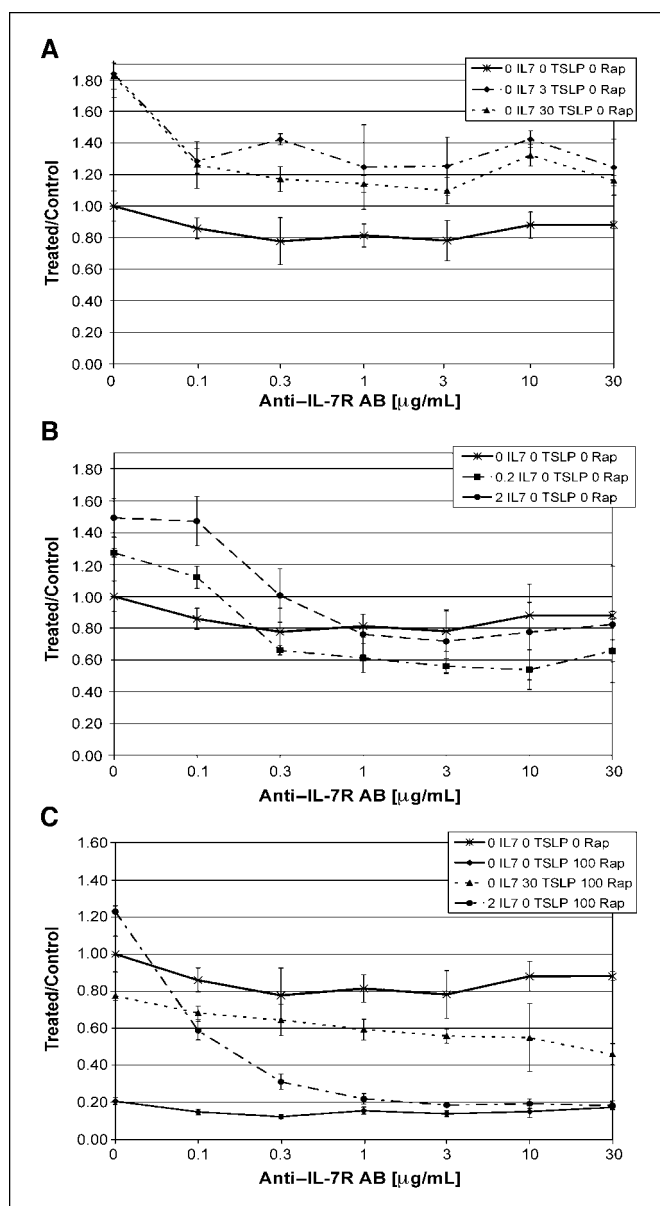 A
0 IL7 0 TSLP 0 Rap
0 IL7 3 TSLP 0 Rap
0 IL7 30 TSLP 0 Rap
Treated/Control
1.80
1.60
1.40
1.20
1.00
0.80
0.60
0.40
0.20
0.00
0 0.1 0.3 1 3 10 30
Anti–IL-7R AB [μg/mL]
B
0 IL7 0 TSLP 0 Rap
0.2 IL7 0 TSLP 0 Rap
2 IL7 0 TSLP 0 Rap
Treated/Control
1.80
1.60
1.40
1.20
1.00
0.80
0.60
0.40
0.20
0.00
0 0.1 0.3 1 3 10 30
Anti–IL-7R AB [μg/mL]
C
0 IL7 0 TSLP 0 Rap
0 IL7 0 TSLP 100 Rap
0 IL7 30 TSLP 100 Rap
2 IL7 0 TSLP 100 Rap
Treated/Control
1.60
1.40
1.20
1.00
0.80
0.60
0.40
0.20
0.00
0 0.1 0.3 1 3 10 30
Anti–IL-7R AB [μg/mL]